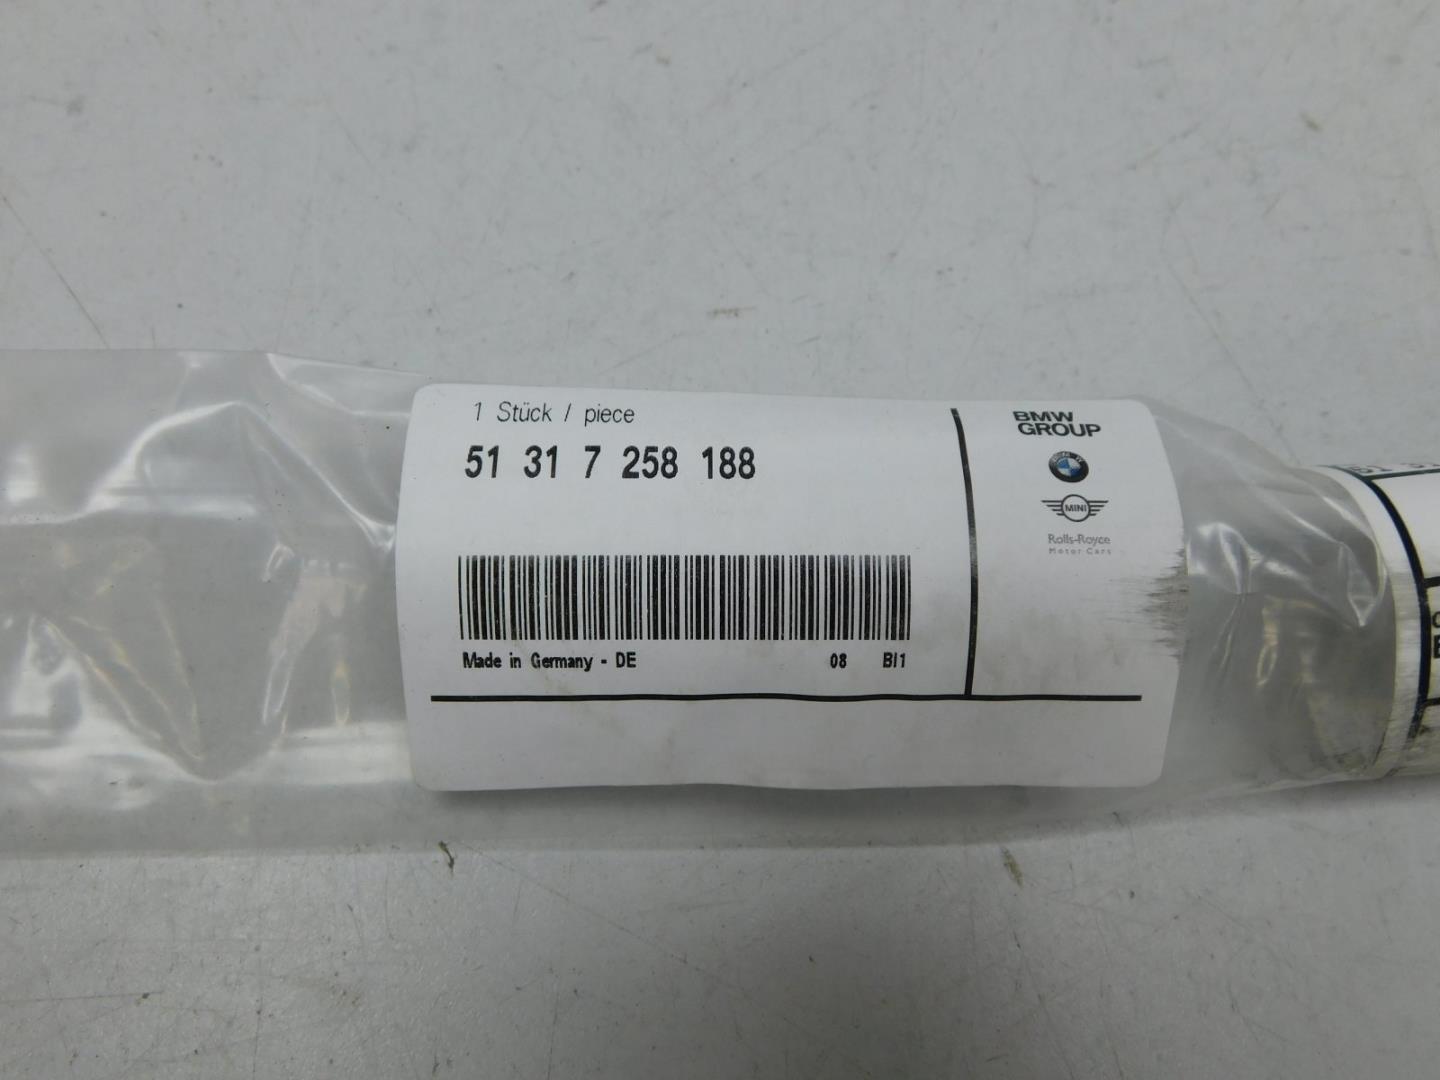 1 Stück / piece
51 31 7 258 188
Made in Germany - DE
08 BI1
BMW
GROUP
MINI
Rolls-Royce
Motor Cars